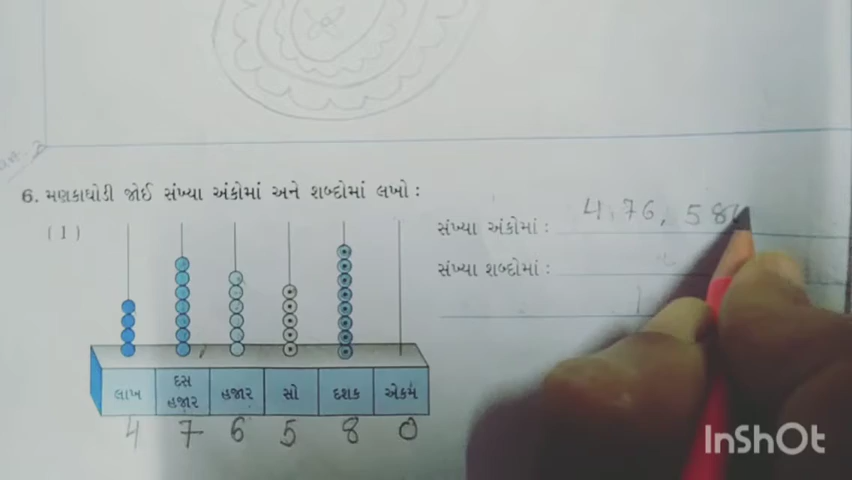 6. મણકાઘોડી જોઈ સંખ્યા અંકોમાં અને શબ્દોમાં લખો :
(1)
સંખ્યા અંકોમાં : 4,76,58
સંખ્યા શબ્દોમાં :
લાખ દસ હજાર હજાર સો દશક એકમ
4 7 6 5 8 0
InShOt